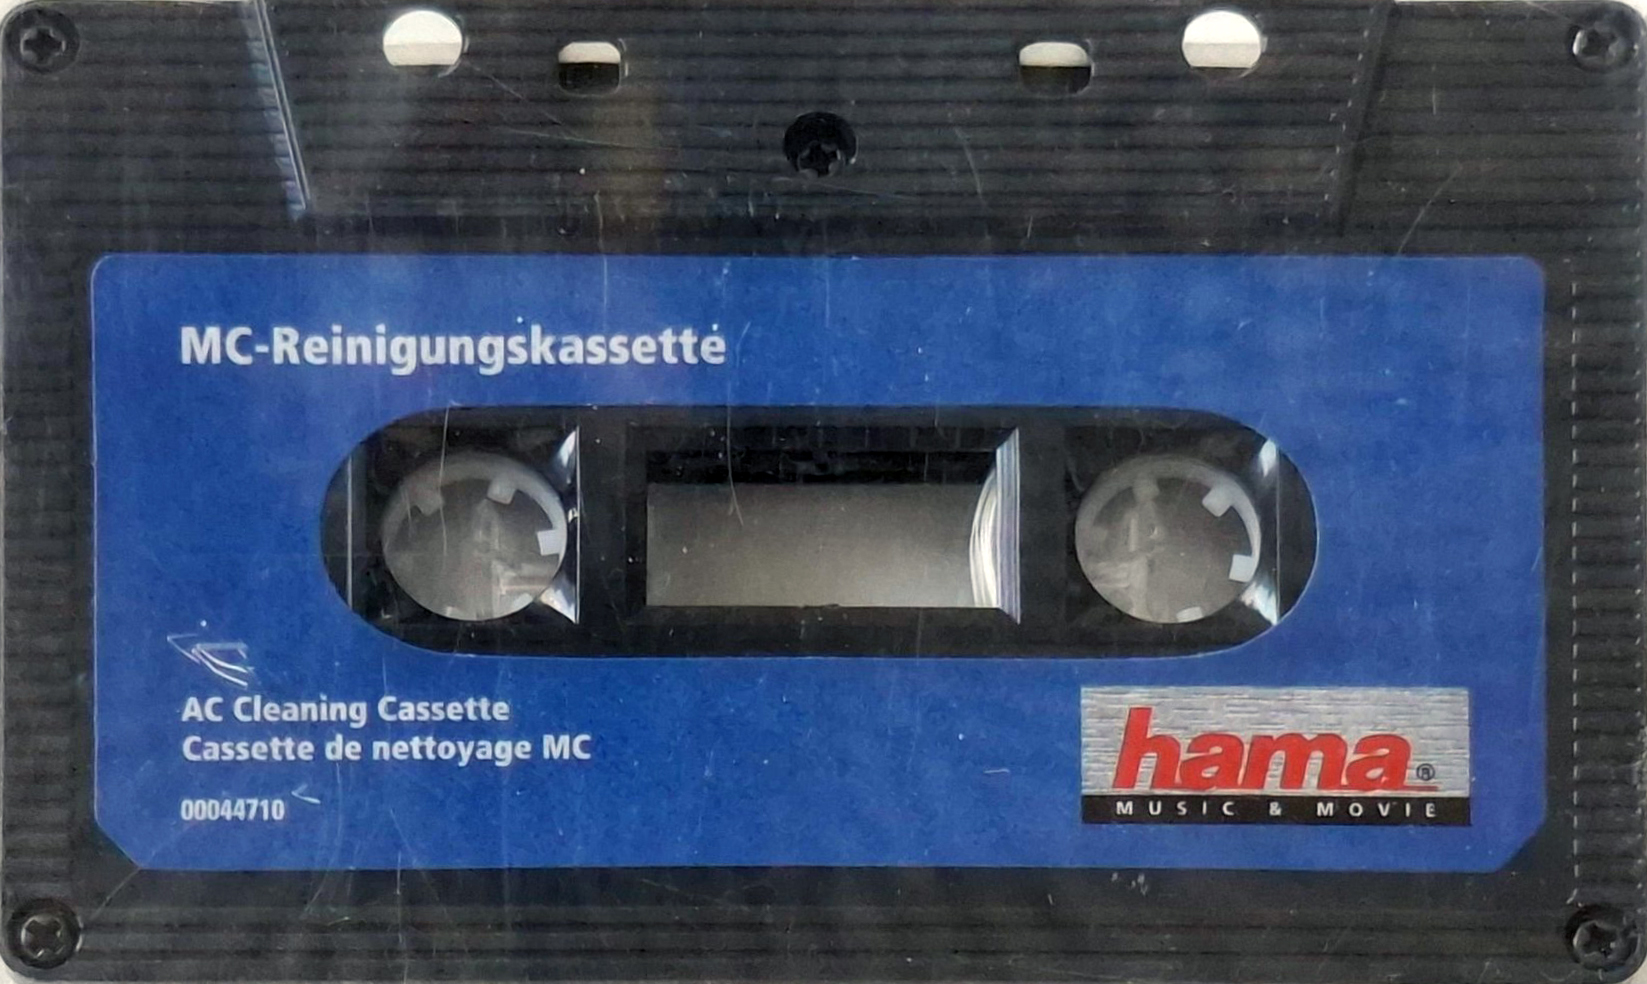 MC-Reinigungskassette
AC Cleaning Cassette
Cassette de nettoyage MC
00044710
hama®
MUSIC & MOVIE